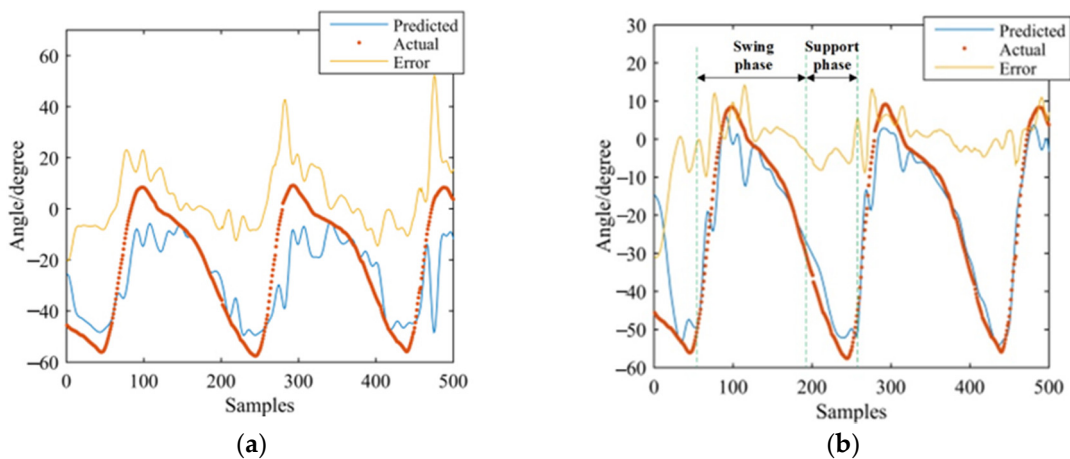 Predicted
Actual
Error
60
40
20
0
−20
−40
−60
0
100
200
300
400
500
Angle/degree
Samples
(a)
Predicted
Actual
Error
Swing
phase
Support
phase
30
20
10
0
−10
−20
−30
−40
−50
−60
0
100
200
300
400
500
Angle/degree
Samples
(b)